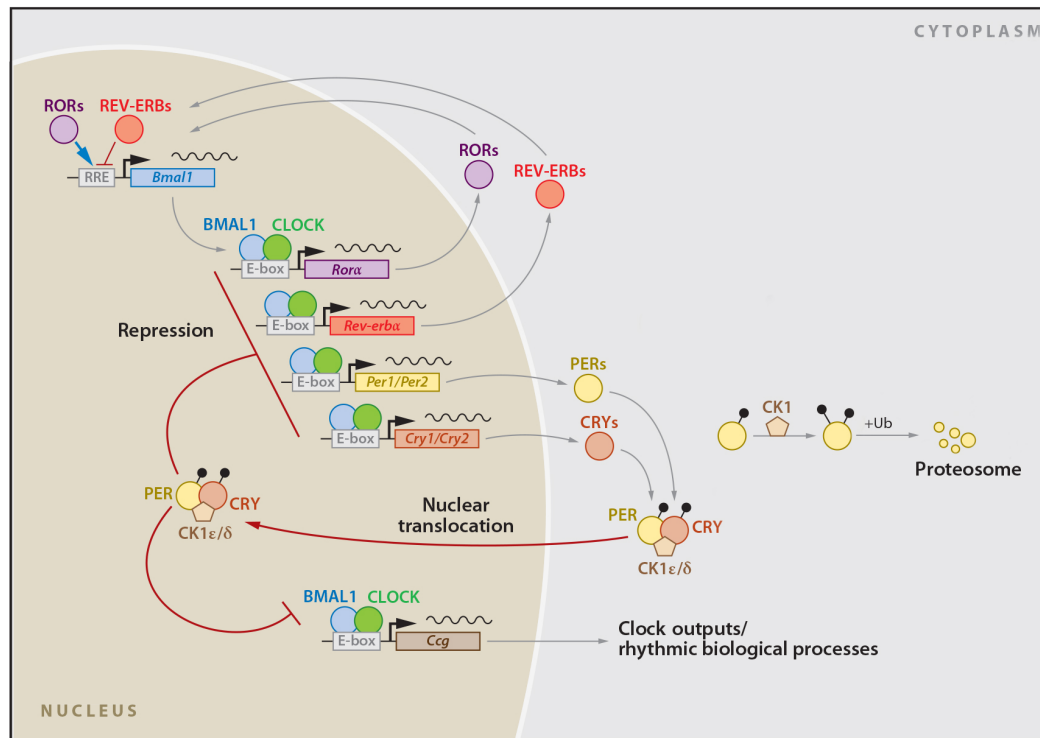 CYTOPLASM
RORs REV-ERBs
RRE Bmal1
RORs
REV-ERBs
BMAL1 CLOCK
E-box Rorα
Repression
E-box Rev-erbα
E-box Per1/Per2
PERs
E-box Cry1/Cry2
CRYs
CK1
+Ub
Proteosome
PER
CRY
CK1ε/δ
Nuclear
translocation
PER
CRY
CK1ε/δ
BMAL1 CLOCK
E-box Ccg
Clock outputs/
rhythmic biological processes
NUCLEUS